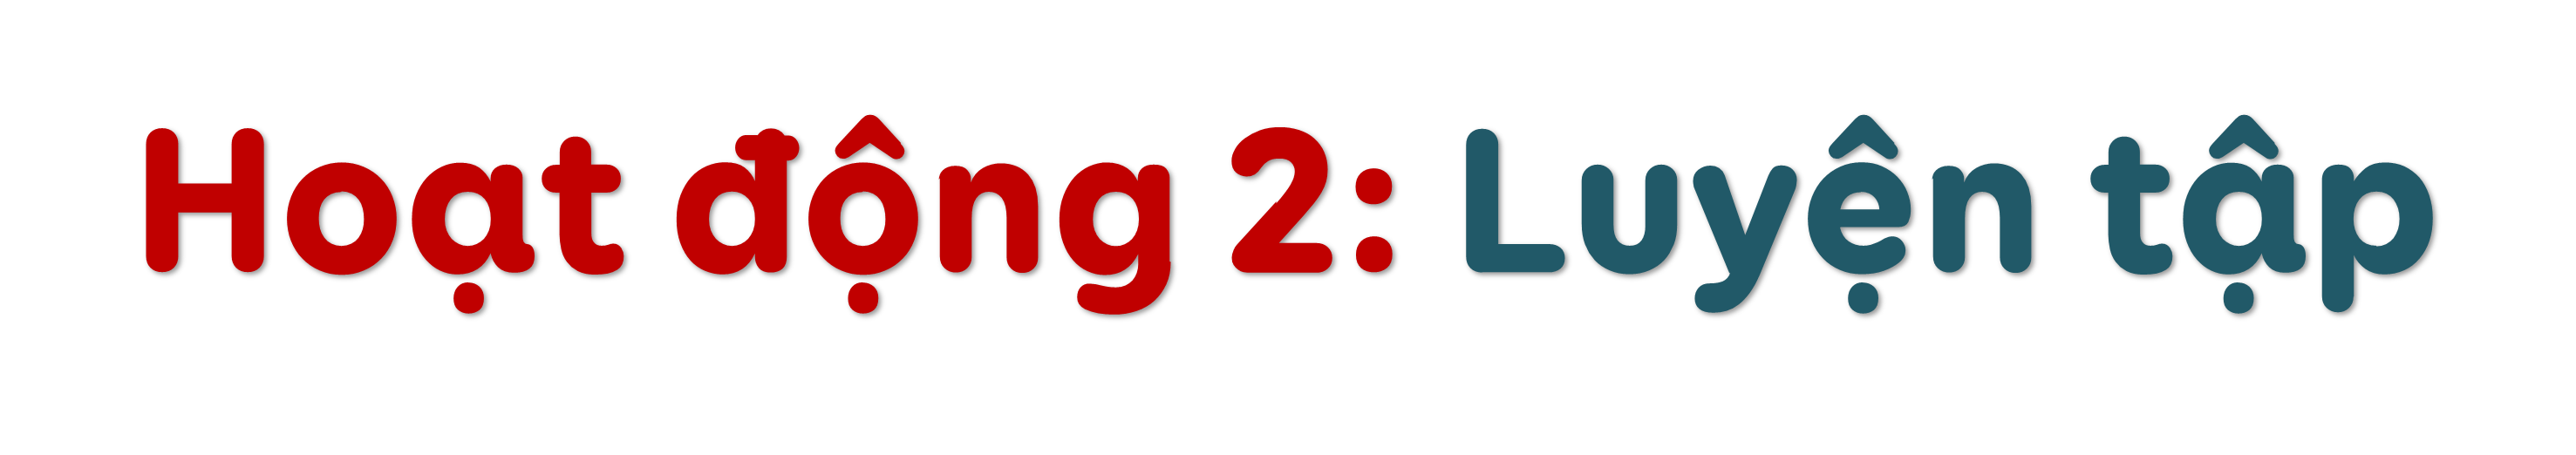 Hoạt động 2: Luyện tập